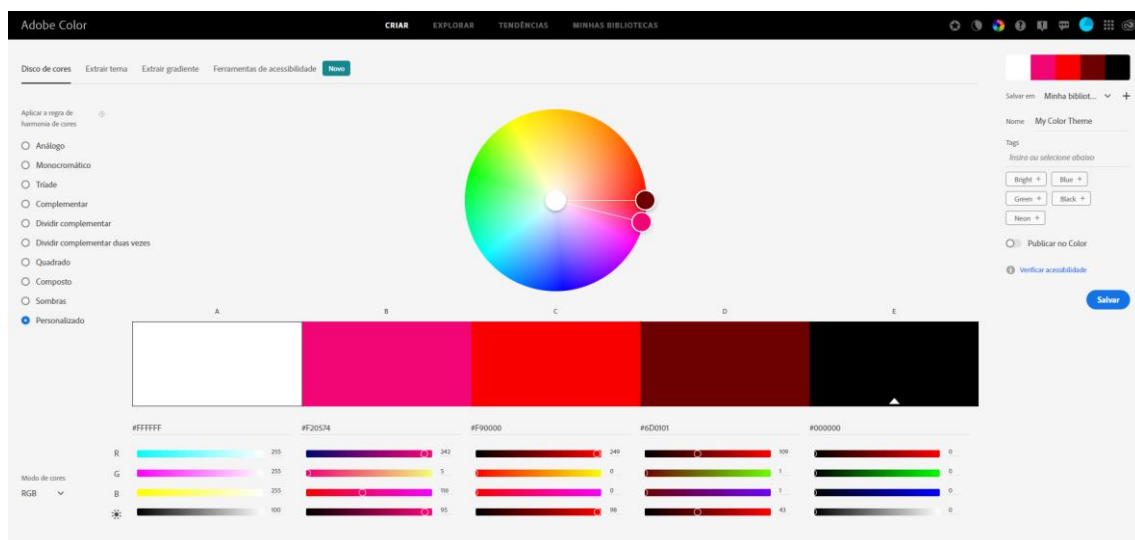 Adobe Color
CRIAR EXPLORAR TENDÊNCIAS MINHAS BIBLIOTECAS
Disco de cores Extrair tema Extrair gradiente Ferramentas de acessibilidade Novo
Aplicar a regra de
harmonia de cores
Análogo
Monocromático
Tríade
Complementar
Dividir complementar
Dividir complementar duas vezes
Quadrado
Composto
Sombras
Personalizado
Salvar em Minha bibliot...
Nome My Color Theme
Tags
Insira ou selecione abaixo
Bright + Blue +
Green + Black +
Neon +
Publicar no Color
Verificar acessibilidade
Salvar
A B C D E
#FFFFFF #F20574 #F90000 #6D0101 #000000
R 255 242 249 109 0
G 255 5 0 1 0
B 255 116 0 1 0
100 95 98 43 0
Modo de cores
RGB